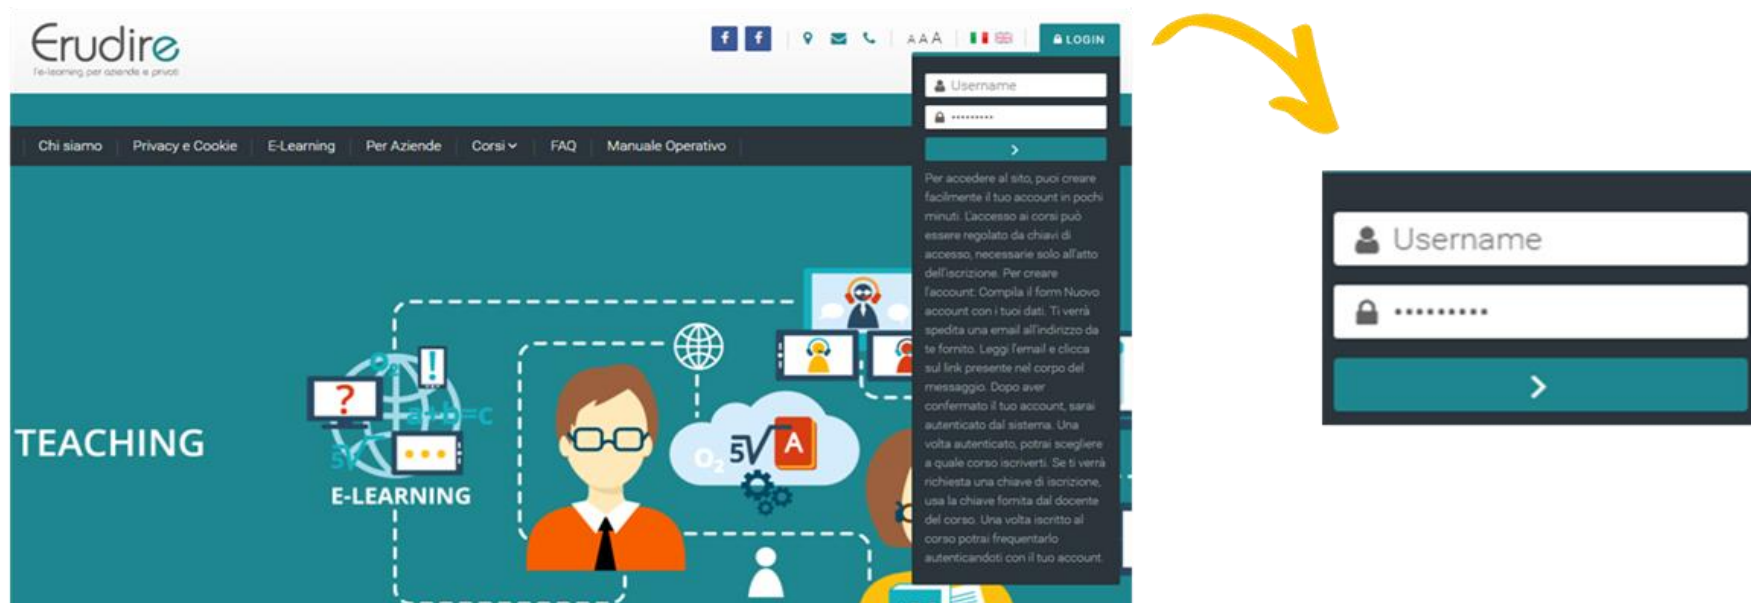 Erudire
l'e-learning per aziende e privati
A A A
LOGIN
Username
•••••••••
Chi siamo
Privacy e Cookie
E-Learning
Per Aziende
Corsi
FAQ
Manuale Operativo
Per accedere al sito, puoi creare
facilmente il tuo account in pochi
minuti. L'accesso ai corsi può
essere regolato da chiavi di
accesso, necessarie solo all'atto
dell'iscrizione. Per creare
l'account: Compila il form Nuovo
account con i tuoi dati. Ti verrà
spedita una email all'indirizzo da
te fornito. Leggi l'email e clicca
sul link presente nel corpo del
messaggio. Dopo aver
confermato il tuo account, sarai
autenticato dal sistema. Una
volta autenticato, potrai scegliere
a quale corso iscriverti. Se ti verrà
richiesta una chiave di iscrizione,
usa la chiave fornita dal docente
del corso. Una volta iscritto al
corso potrai frequentarlo
autenticandoti con il tuo account.
TEACHING
O₂
!
?
a+b=c
5√
E-LEARNING
O₂
5√
A
Username
•••••••••